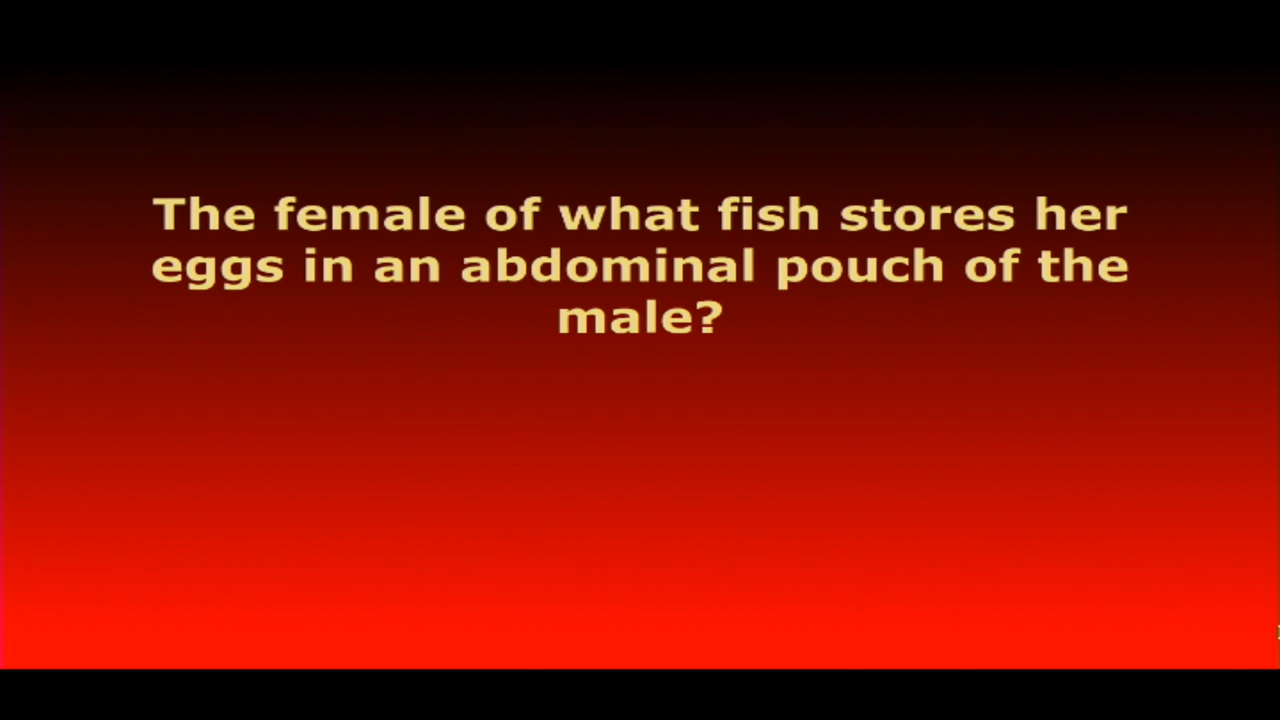 The female of what fish stores her
eggs in an abdominal pouch of the
male?